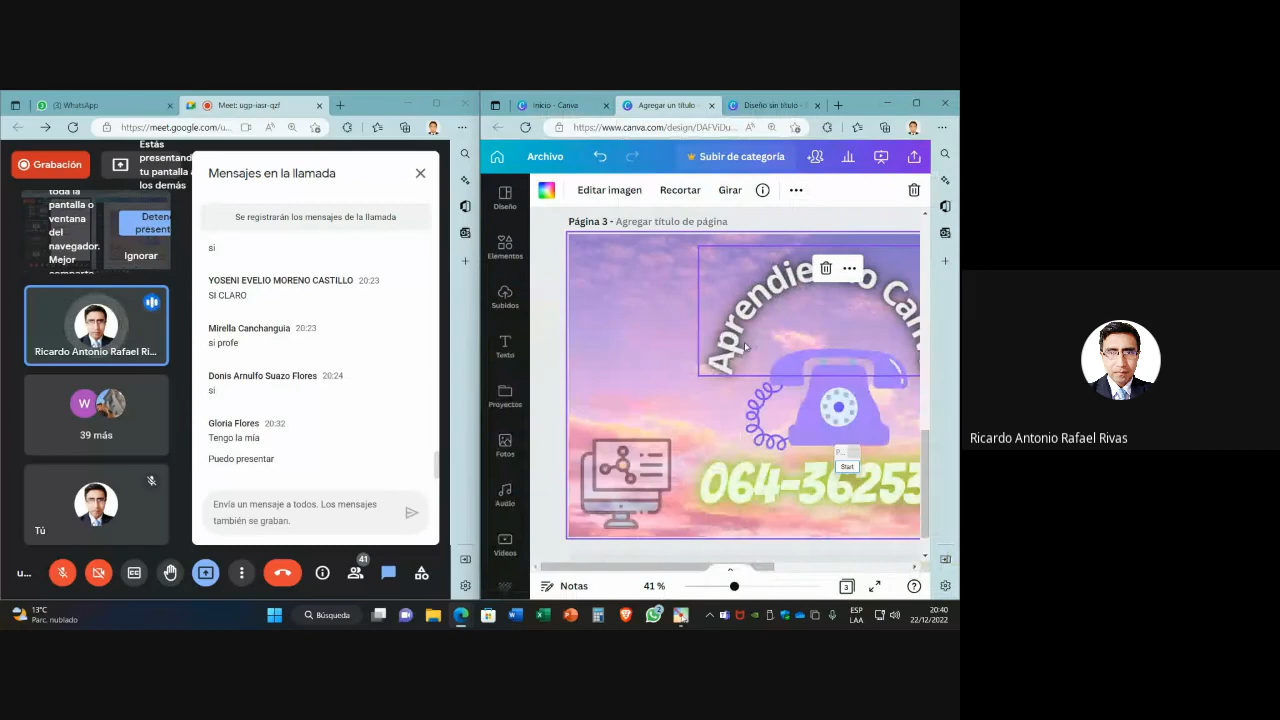 (3) WhatsApp
Meet: ugp-iasr-qzf
https://meet.google.com/u...
Grabación
Estás
presentando
tu pantalla a
los demás
toda la
pantalla o
ventana
del
navegador.
Mejor
Deten
present
Ignorar
Ricardo Antonio Rafael Ri...
W
39 más
Tú
Mensajes en la llamada
Se registrarán los mensajes de la llamada
si
YOSENI EVELIO MORENO CASTILLO 20:23
SI CLARO
Mirella Canchanguia 20:23
si profe
Donis Arnulfo Suazo Flores 20:24
si
Gloria Flores 20:32
Tengo la mía
Puedo presentar
Envía un mensaje a todos. Los mensajes
también se graban.
u...
41
Inicio - Canva
Agregar un título -
Diseño sin título -
https://www.canva.com/design/DAFViDu...
Archivo
Subir de categoría
Editar imagen Recortar Girar
Diseño
Elementos
Subidos
Texto
Proyectos
Fotos
Audio
Videos
Página 3 - Agregar título de página
Start
064-36253
Notas
41 %
3
13°C
Parc. nublado
Búsqueda
ESP
LAA
20:40
22/12/2022
Ricardo Antonio Rafael Rivas